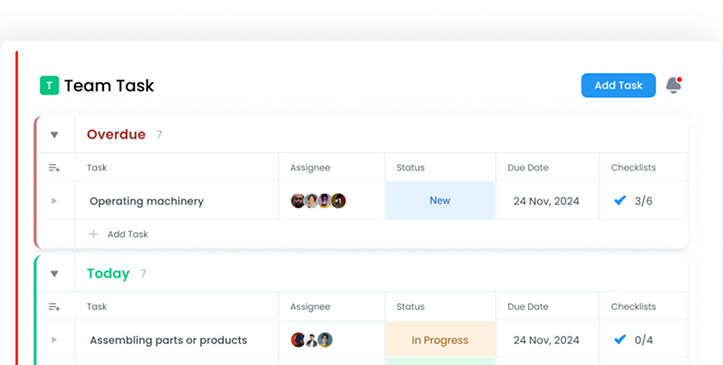 T Team Task Add Task
Overdue 7
Task Assignee Status Due Date Checklists
Operating machinery +1 New 24 Nov, 2024 3/6
+ Add Task
Today 7
Task Assignee Status Due Date Checklists
Assembling parts or products In Progress 24 Nov, 2024 0/4